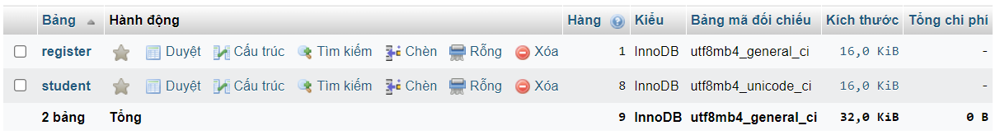 Bảng Hành động Hàng Kiểu Bảng mã đối chiếu Kích thước Tổng chi phí
register Duyệt Cấu trúc Tìm kiếm Chèn Rỗng Xóa 1 InnoDB utf8mb4_general_ci 16,0 KiB -
student Duyệt Cấu trúc Tìm kiếm Chèn Rỗng Xóa 8 InnoDB utf8mb4_unicode_ci 16,0 KiB -
2 bảng Tổng 9 InnoDB utf8mb4_general_ci 32,0 KiB 0 B